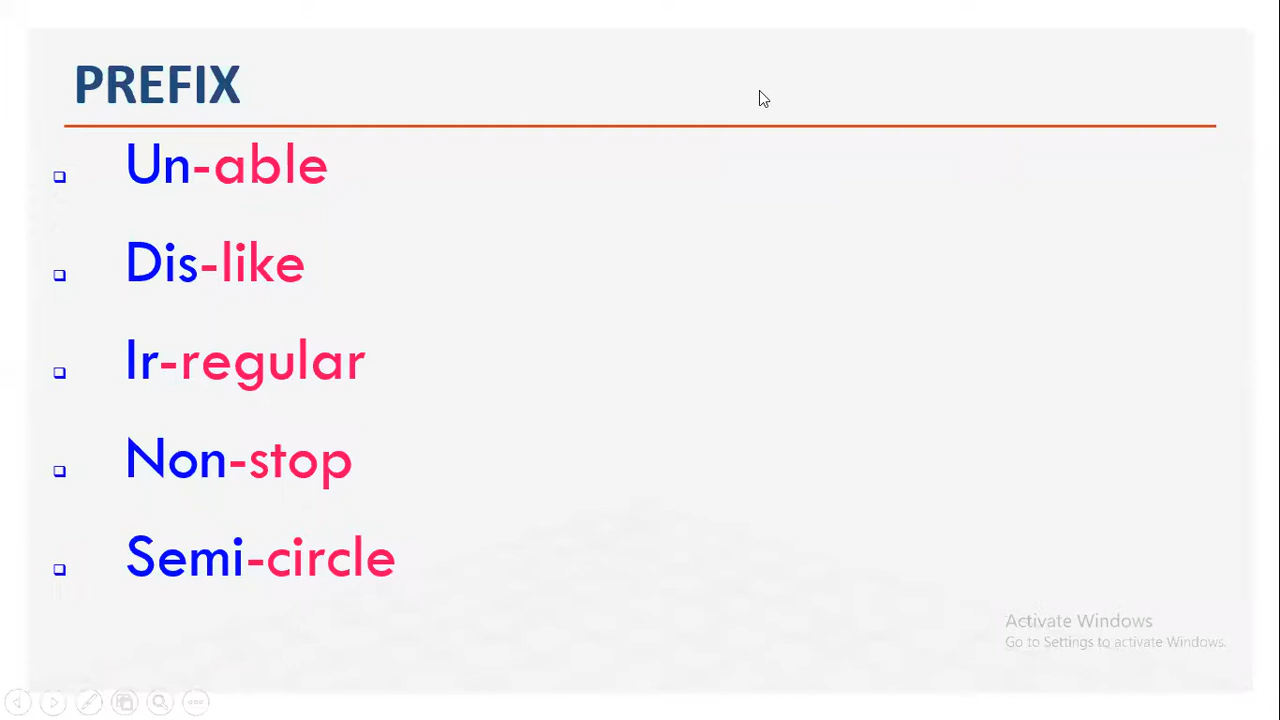 PREFIX
Un-able
Dis-like
Ir-regular
Non-stop
Semi-circle
Activate Windows
Go to Settings to activate Windows.